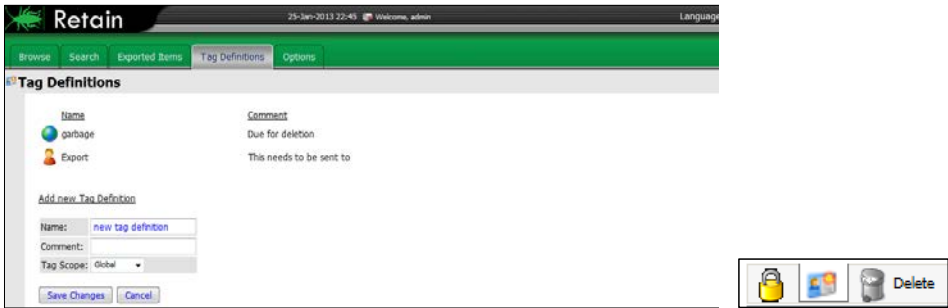 Retain
25-Jan-2013 22:45 Welcome, admin
Language
Browse Search Exported Items Tag Definitions Options
Tag Definitions
Name Comment
garbage Due for deletion
Export This needs to be sent to
Add new Tag Definition
Name: new tag defintion
Comment:
Tag Scope: Global
Save Changes Cancel
Delete